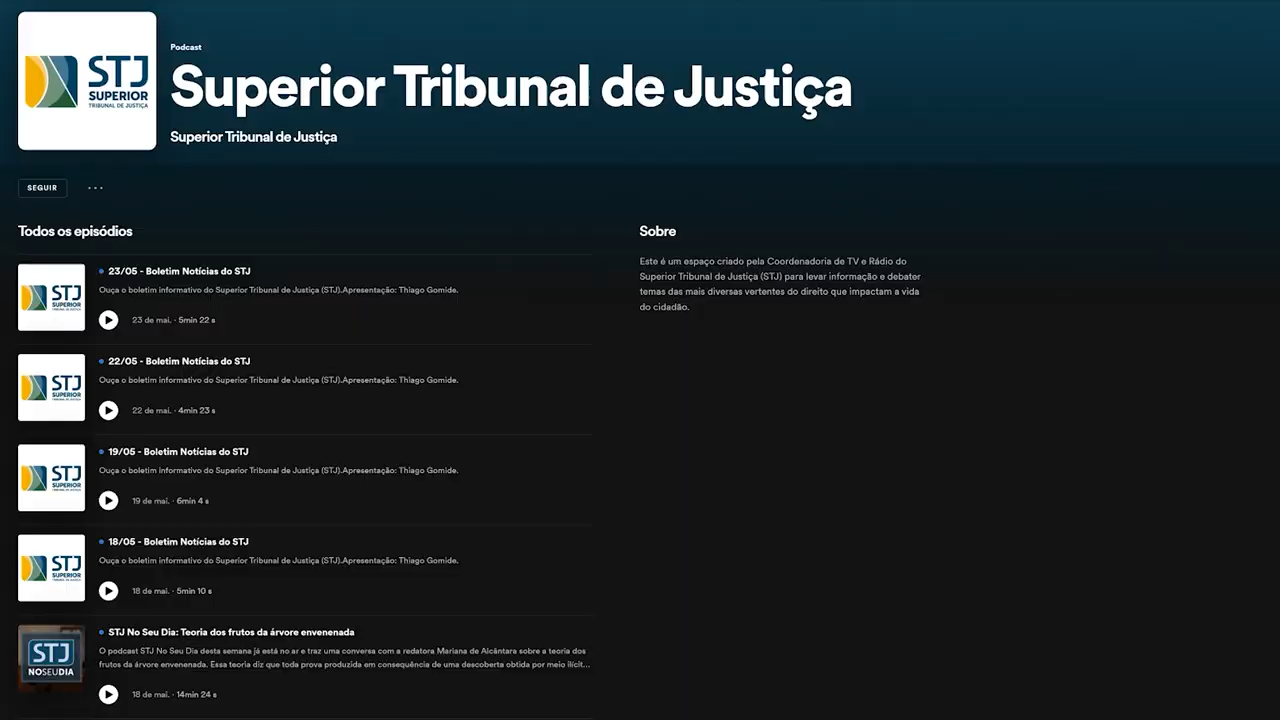 STJ
SUPERIOR
TRIBUNAL DE JUSTIÇA
Podcast
Superior Tribunal de Justiça
Superior Tribunal de Justiça
SEGUIR
Todos os episódios
STJ
SUPERIOR
23/05 - Boletim Notícias do STJ
Ouça o boletim informativo do Superior Tribunal de Justiça (STJ).Apresentação: Thiago Gomide.
23 de mai. · 5min 22 s
STJ
SUPERIOR
22/05 - Boletim Notícias do STJ
Ouça o boletim informativo do Superior Tribunal de Justiça (STJ).Apresentação: Thiago Gomide.
22 de mai. · 4min 23 s
STJ
SUPERIOR
19/05 - Boletim Notícias do STJ
Ouça o boletim informativo do Superior Tribunal de Justiça (STJ).Apresentação: Thiago Gomide.
19 de mai. · 6min 4 s
STJ
SUPERIOR
18/05 - Boletim Notícias do STJ
Ouça o boletim informativo do Superior Tribunal de Justiça (STJ).Apresentação: Thiago Gomide.
18 de mai. · 5min 10 s
STJ
NOSEUDIA
STJ No Seu Dia: Teoria dos frutos da árvore envenenada
O podcast STJ No Seu Dia desta semana já está no ar e traz uma conversa com a redatora Mariana de Alcântara sobre a teoria dos
frutos da árvore envenenada. Essa teoria diz que toda prova produzida em consequência de uma descoberta obtida por meio ilícit...
18 de mai. · 14min 24 s
Sobre
Este é um espaço criado pela Coordenadoria de TV e Rádio do
Superior Tribunal de Justiça (STJ) para levar informação e debater
temas das mais diversas vertentes do direito que impactam a vida
do cidadão.